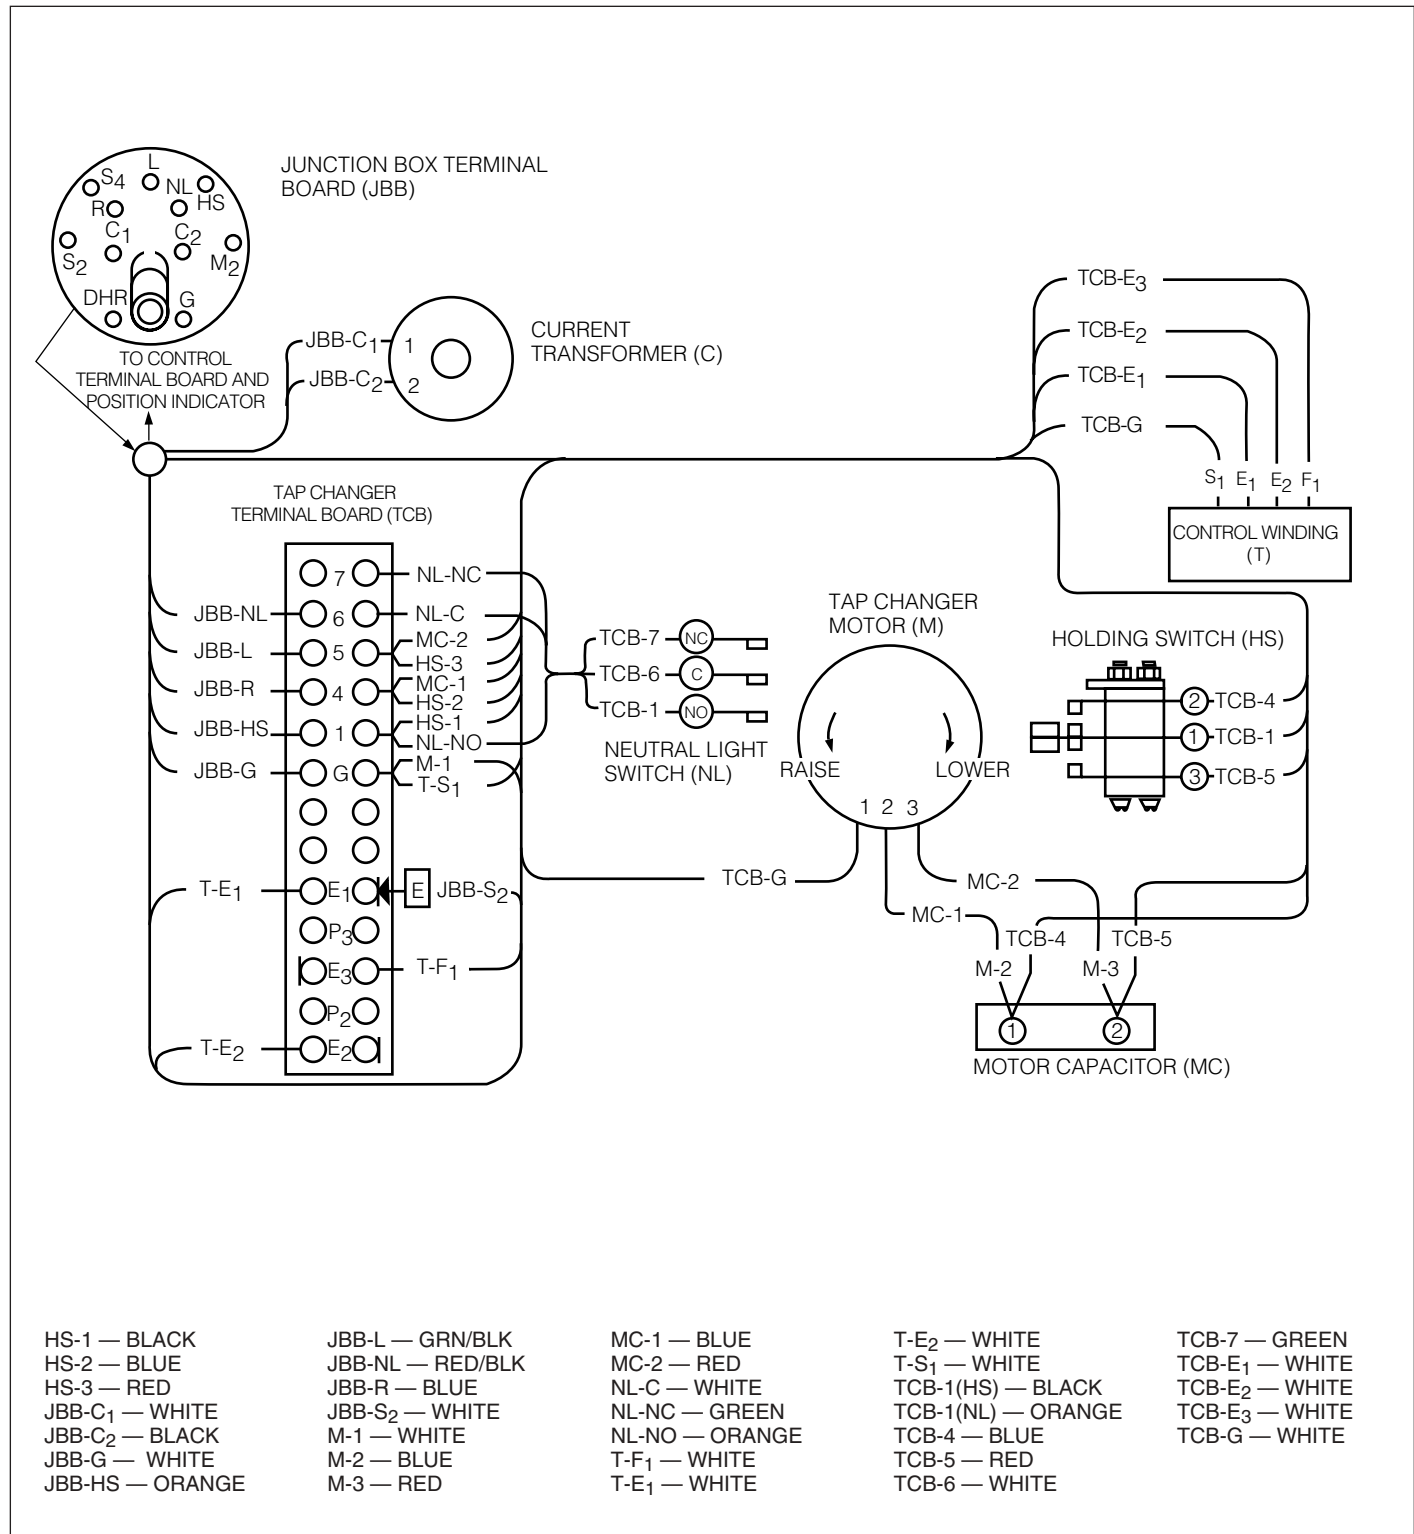 L
S4
NL
HS
R
C1
C2
S2
M2
DHR
G
JUNCTION BOX TERMINAL
BOARD (JBB)
TO CONTROL
TERMINAL BOARD AND
POSITION INDICATOR
JBB-C1
1
JBB-C2
2
CURRENT
TRANSFORMER (C)
TCB-E3
TCB-E2
TCB-E1
TCB-G
S1
E1
E2
F1
CONTROL WINDING
(T)
TAP CHANGER
TERMINAL BOARD (TCB)
7
NL-NC
JBB-NL
6
NL-C
JBB-L
5
MC-2
HS-3
JBB-R
4
MC-1
HS-2
JBB-HS
1
HS-1
NL-NO
JBB-G
G
M-1
T-S1
T-E1
E1
E
JBB-S2
P3
E3
T-F1
P2
T-E2
E2
TCB-7
NC
TCB-6
C
TCB-1
NO
NEUTRAL LIGHT
SWITCH (NL)
TAP CHANGER
MOTOR (M)
RAISE
LOWER
1 2 3
HOLDING SWITCH (HS)
2
TCB-4
1
TCB-1
3
TCB-5
TCB-G
MC-2
MC-1
TCB-4
TCB-5
M-2
M-3
1
2
MOTOR CAPACITOR (MC)
HS-1 — BLACK
HS-2 — BLUE
HS-3 — RED
JBB-C1 — WHITE
JBB-C2 — BLACK
JBB-G — WHITE
JBB-HS — ORANGE
JBB-L — GRN/BLK
JBB-NL — RED/BLK
JBB-R — BLUE
JBB-S2 — WHITE
M-1 — WHITE
M-2 — BLUE
M-3 — RED
MC-1 — BLUE
MC-2 — RED
NL-C — WHITE
NL-NC — GREEN
NL-NO — ORANGE
T-F1 — WHITE
T-E1 — WHITE
T-E2 — WHITE
T-S1 — WHITE
TCB-1(HS) — BLACK
TCB-1(NL) — ORANGE
TCB-4 — BLUE
TCB-5 — RED
TCB-6 — WHITE
TCB-7 — GREEN
TCB-E1 — WHITE
TCB-E2 — WHITE
TCB-E3 — WHITE
TCB-G — WHITE